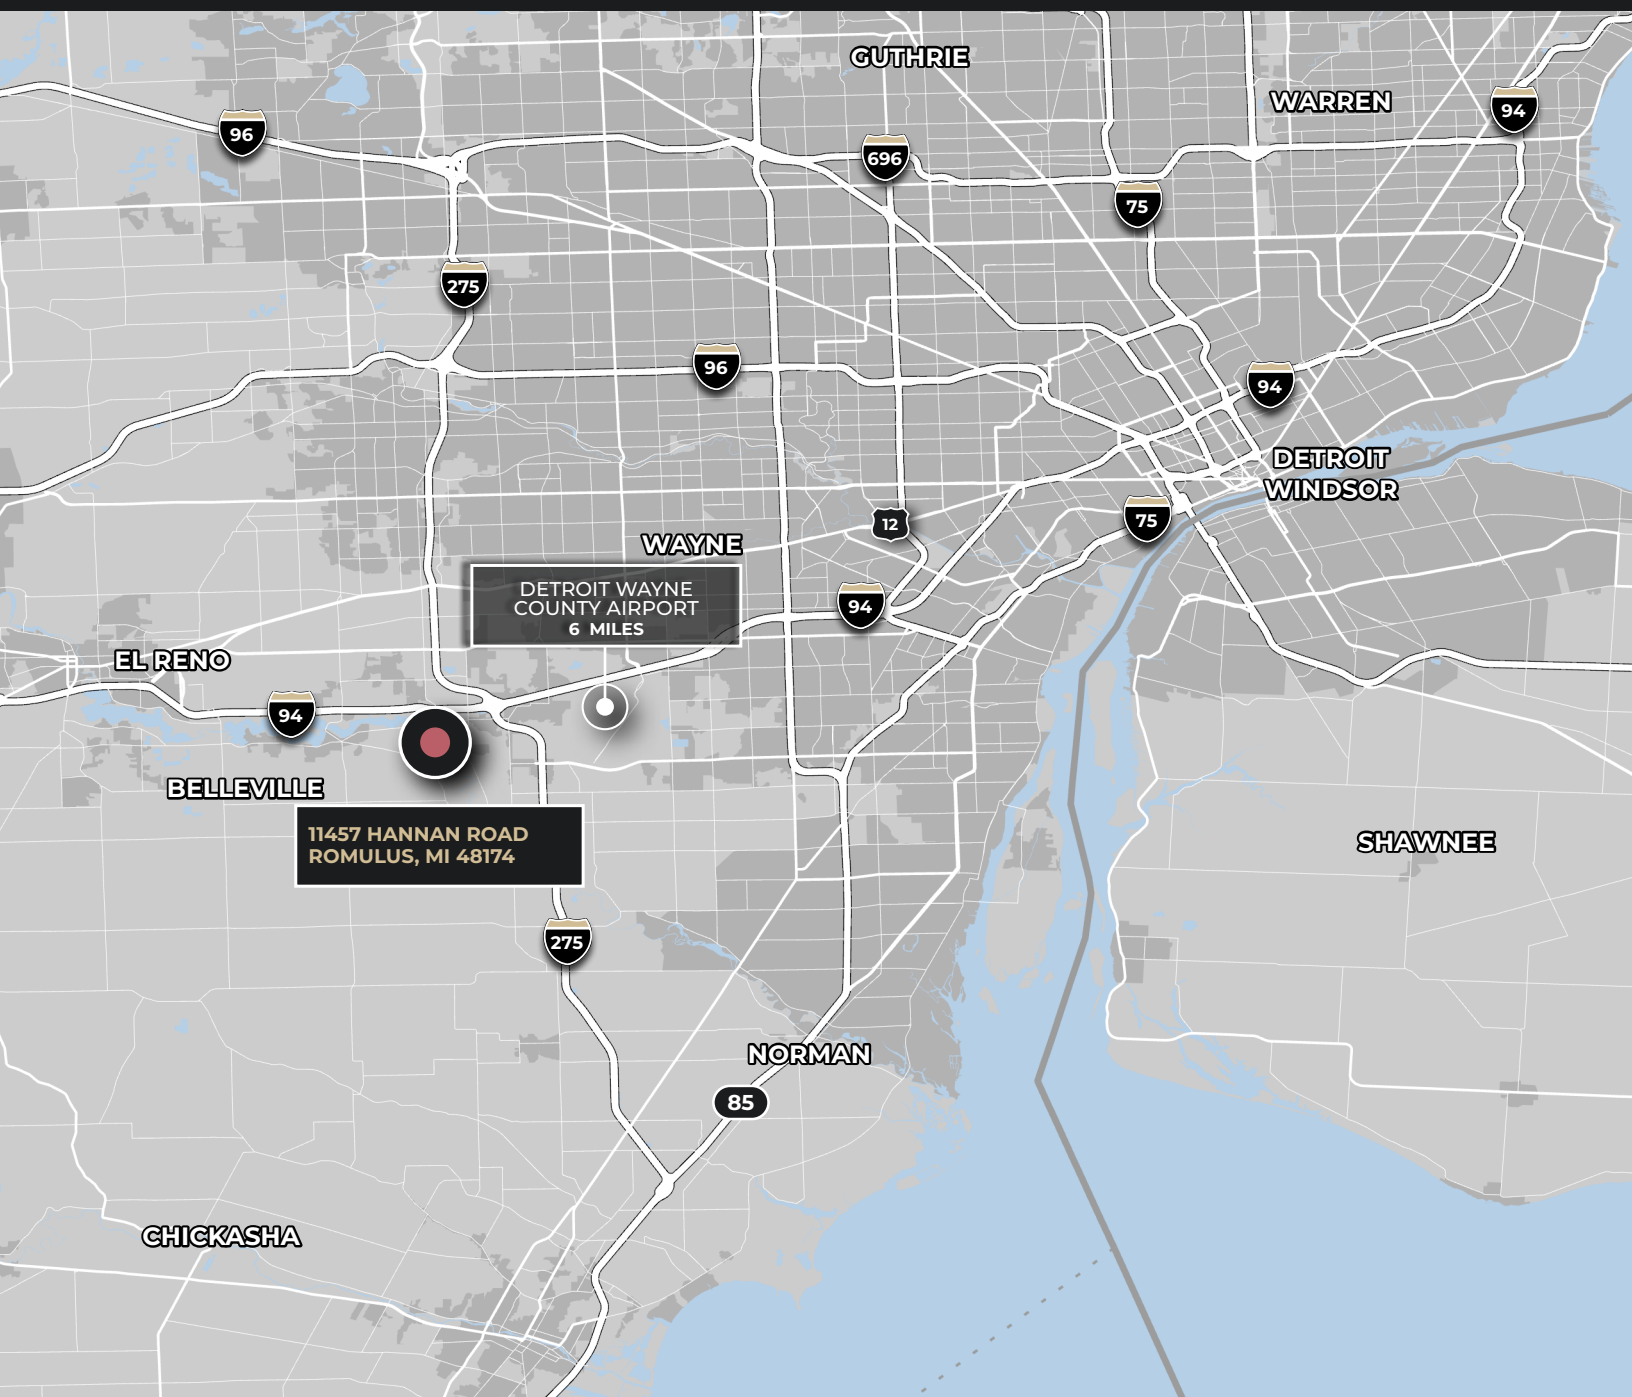 GUTHRIE
WARREN
94
96
696
75
275
96
94
DETROIT
WINDSOR
75
12
WAYNE
DETROIT WAYNE
COUNTY AIRPORT
6 MILES
94
EL RENO
94
BELLEVILLE
11457 HANNAN ROAD
ROMULUS, MI 48174
SHAWNEE
275
NORMAN
85
CHICKASHA